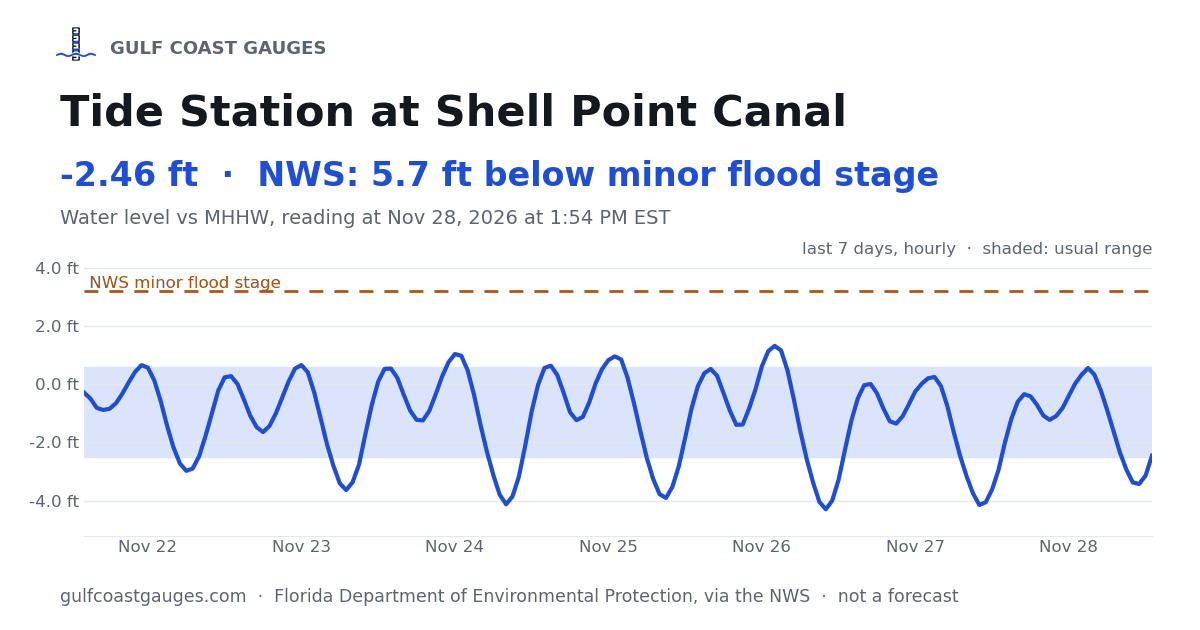 GULF COAST GAUGES
Tide Station at Shell Point Canal
-2.46 ft · NWS: 5.7 ft below minor flood stage
Water level vs MHHW, reading at Nov 28, 2026 at 1:54 PM EST
last 7 days, hourly · shaded: usual range
4.0 ft
NWS minor flood stage
2.0 ft
0.0 ft
-2.0 ft
-4.0 ft
Nov 22 Nov 23 Nov 24 Nov 25 Nov 26 Nov 27 Nov 28
gulfcoastgauges.com · Florida Department of Environmental Protection, via the NWS · not a forecast